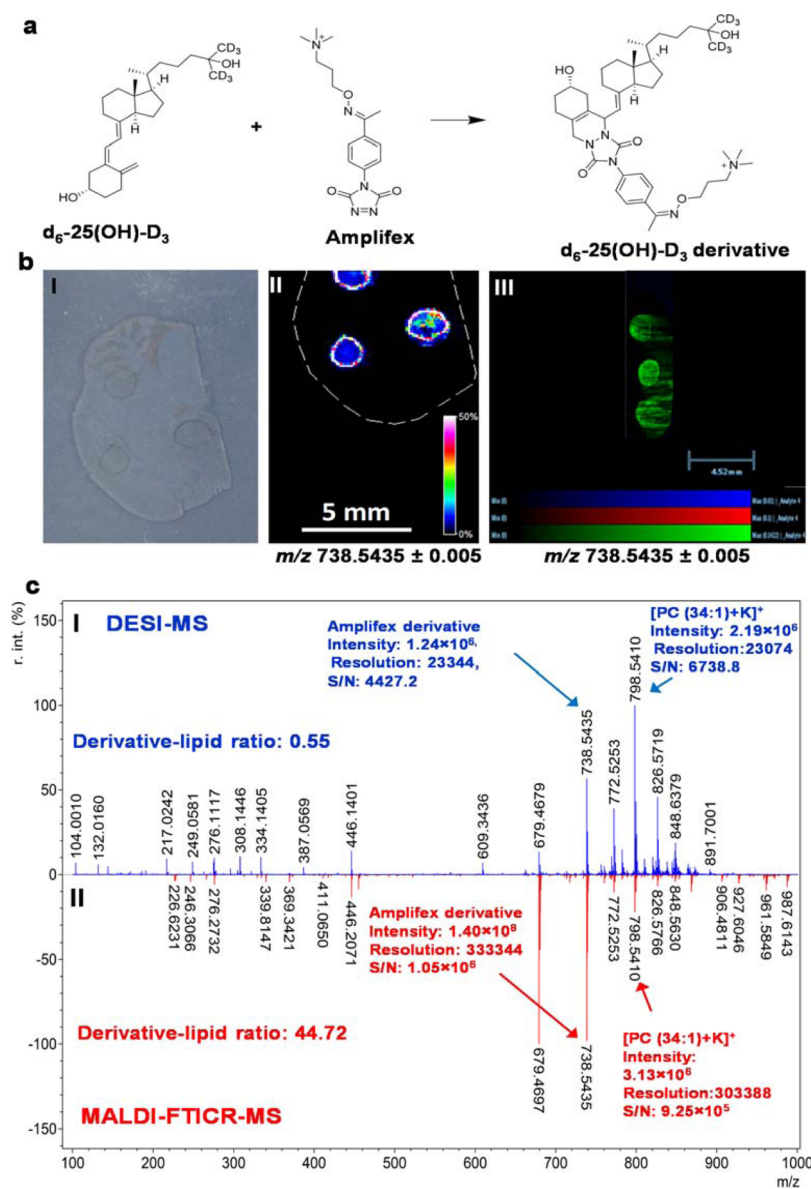 a
CD3
OH
CD3
H
H
HO
d6-25(OH)-D3
+
N+
O
N
N
O
O
N=N
Amplifex
CD3
OH
CD3
H
H
HO
N-N
O
N
O
N+
N
O
d6-25(OH)-D3 derivative
b
I
II
III
50%
0%
5 mm
4.52mm
m/z 738.5435 ± 0.005
m/z 738.5435 ± 0.005
c
I DESI-MS
r. int. (%)
150
100
50
0
-50
-100
-150
Amplifex derivative
Intensity: 1.24×10⁶,
Resolution: 23344,
S/N: 4427.2
[PC (34:1)+K]+
Intensity: 2.19×10⁶
Resolution:23074
S/N: 6738.8
Derivative-lipid ratio: 0.55
104.0010
132.0160
217.0242
249.0581
276.1117
308.1446
334.1405
387.0569
446.1401
609.3436
679.4679
738.5435
772.5253
798.5410
826.5719
848.6379
891.7001
II
226.6231
246.3066
276.2732
339.8147
369.3421
411.0650
446.2071
679.4697
738.5435
772.5253
798.5410
826.5766
848.5630
906.4811
927.6046
961.5849
987.6143
Amplifex derivative
Intensity: 1.40×10⁸
Resolution: 333344
S/N: 1.05×10⁶
Derivative-lipid ratio: 44.72
MALDI-FTICR-MS
[PC (34:1)+K]+
Intensity:
3.13×10⁶
Resolution:303388
S/N: 9.25×10⁵
100 200 300 400 500 600 700 800 900 1000
m/z